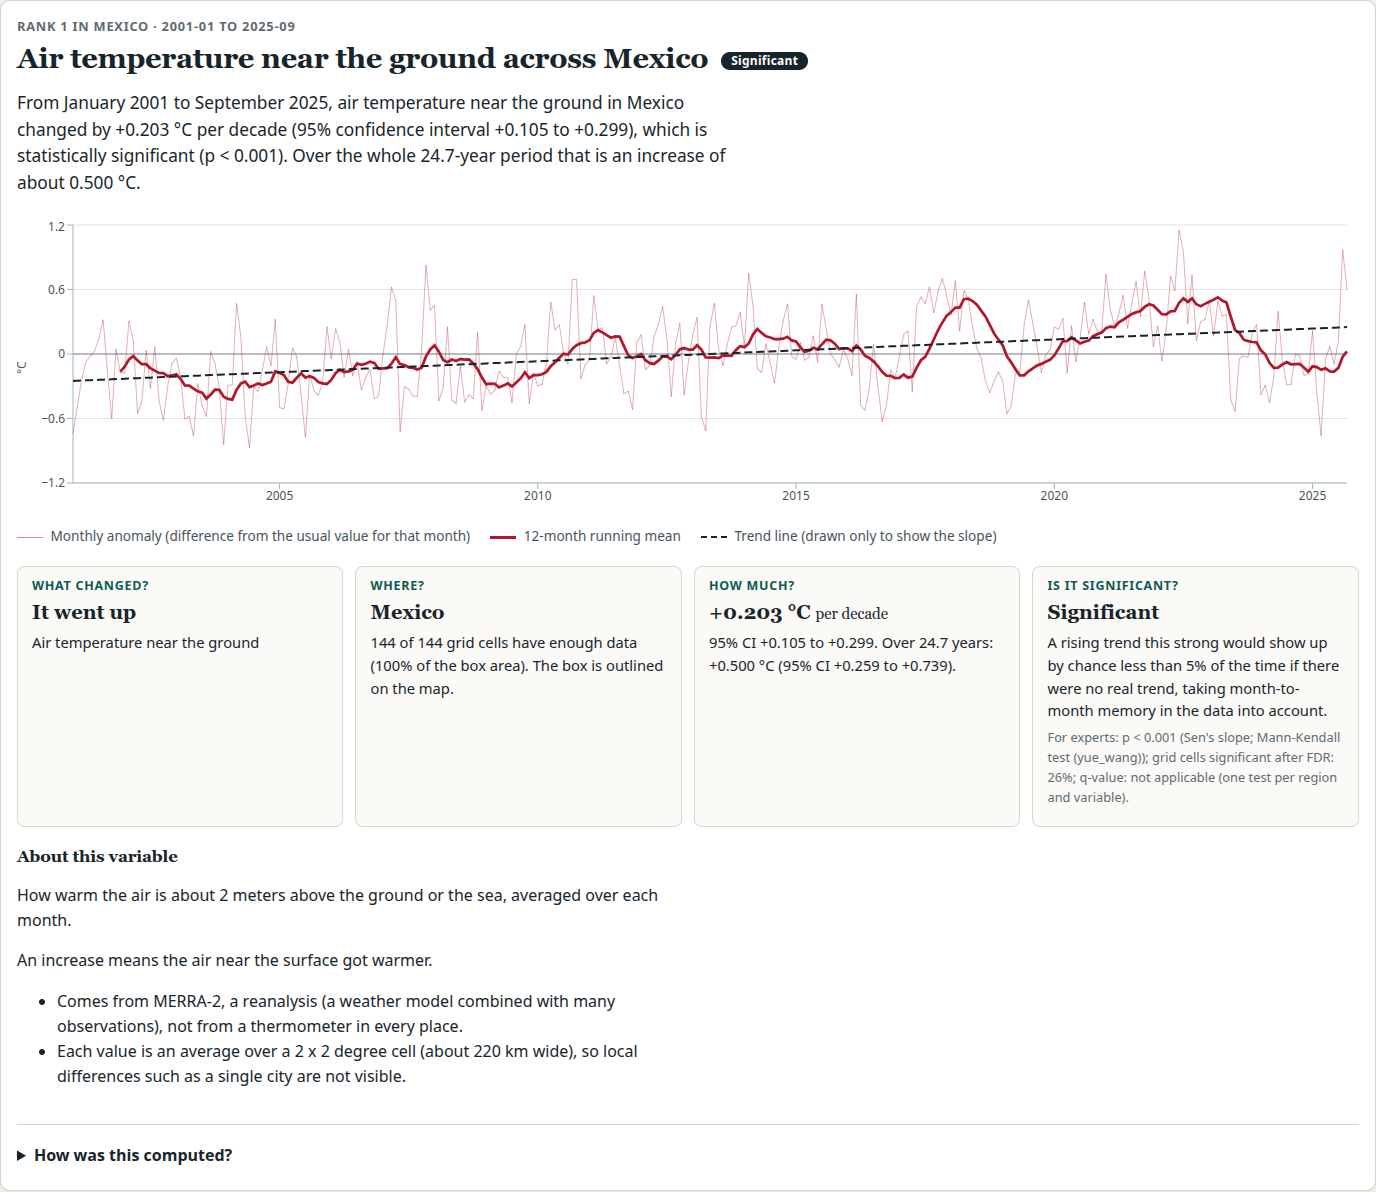 RANK 1 IN MEXICO · 2001-01 TO 2025-09
Air temperature near the ground across Mexico Significant
From January 2001 to September 2025, air temperature near the ground in Mexico
changed by +0.203 °C per decade (95% confidence interval +0.105 to +0.299), which is
statistically significant (p < 0.001). Over the whole 24.7-year period that is an increase of
about 0.500 °C.
1.2
0.6
0
−0.6
−1.2
°C
2005 2010 2015 2020 2025
Monthly anomaly (difference from the usual value for that month) 12-month running mean Trend line (drawn only to show the slope)
WHAT CHANGED?
It went up
Air temperature near the ground
WHERE?
Mexico
144 of 144 grid cells have enough data
(100% of the box area). The box is outlined
on the map.
HOW MUCH?
+0.203 °C per decade
95% CI +0.105 to +0.299. Over 24.7 years:
+0.500 °C (95% CI +0.259 to +0.739).
IS IT SIGNIFICANT?
Significant
A rising trend this strong would show up
by chance less than 5% of the time if there
were no real trend, taking month-to-
month memory in the data into account.
For experts: p < 0.001 (Sen's slope; Mann-Kendall
test (yue_wang)); grid cells significant after FDR:
26%; q-value: not applicable (one test per region
and variable).
About this variable
How warm the air is about 2 meters above the ground or the sea, averaged over each
month.
An increase means the air near the surface got warmer.
• Comes from MERRA-2, a reanalysis (a weather model combined with many
observations), not from a thermometer in every place.
• Each value is an average over a 2 x 2 degree cell (about 220 km wide), so local
differences such as a single city are not visible.
How was this computed?